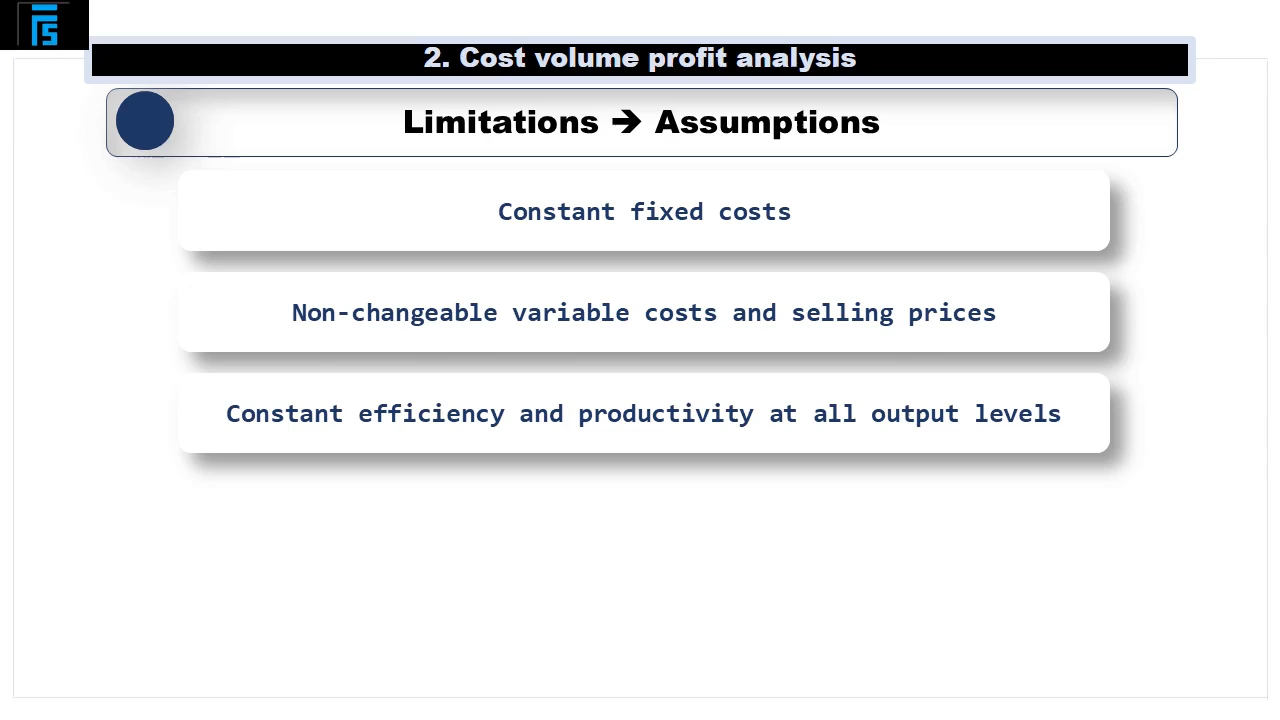 2. Cost volume profit analysis
Limitations → Assumptions
Constant fixed costs
Non-changeable variable costs and selling prices
Constant efficiency and productivity at all output levels